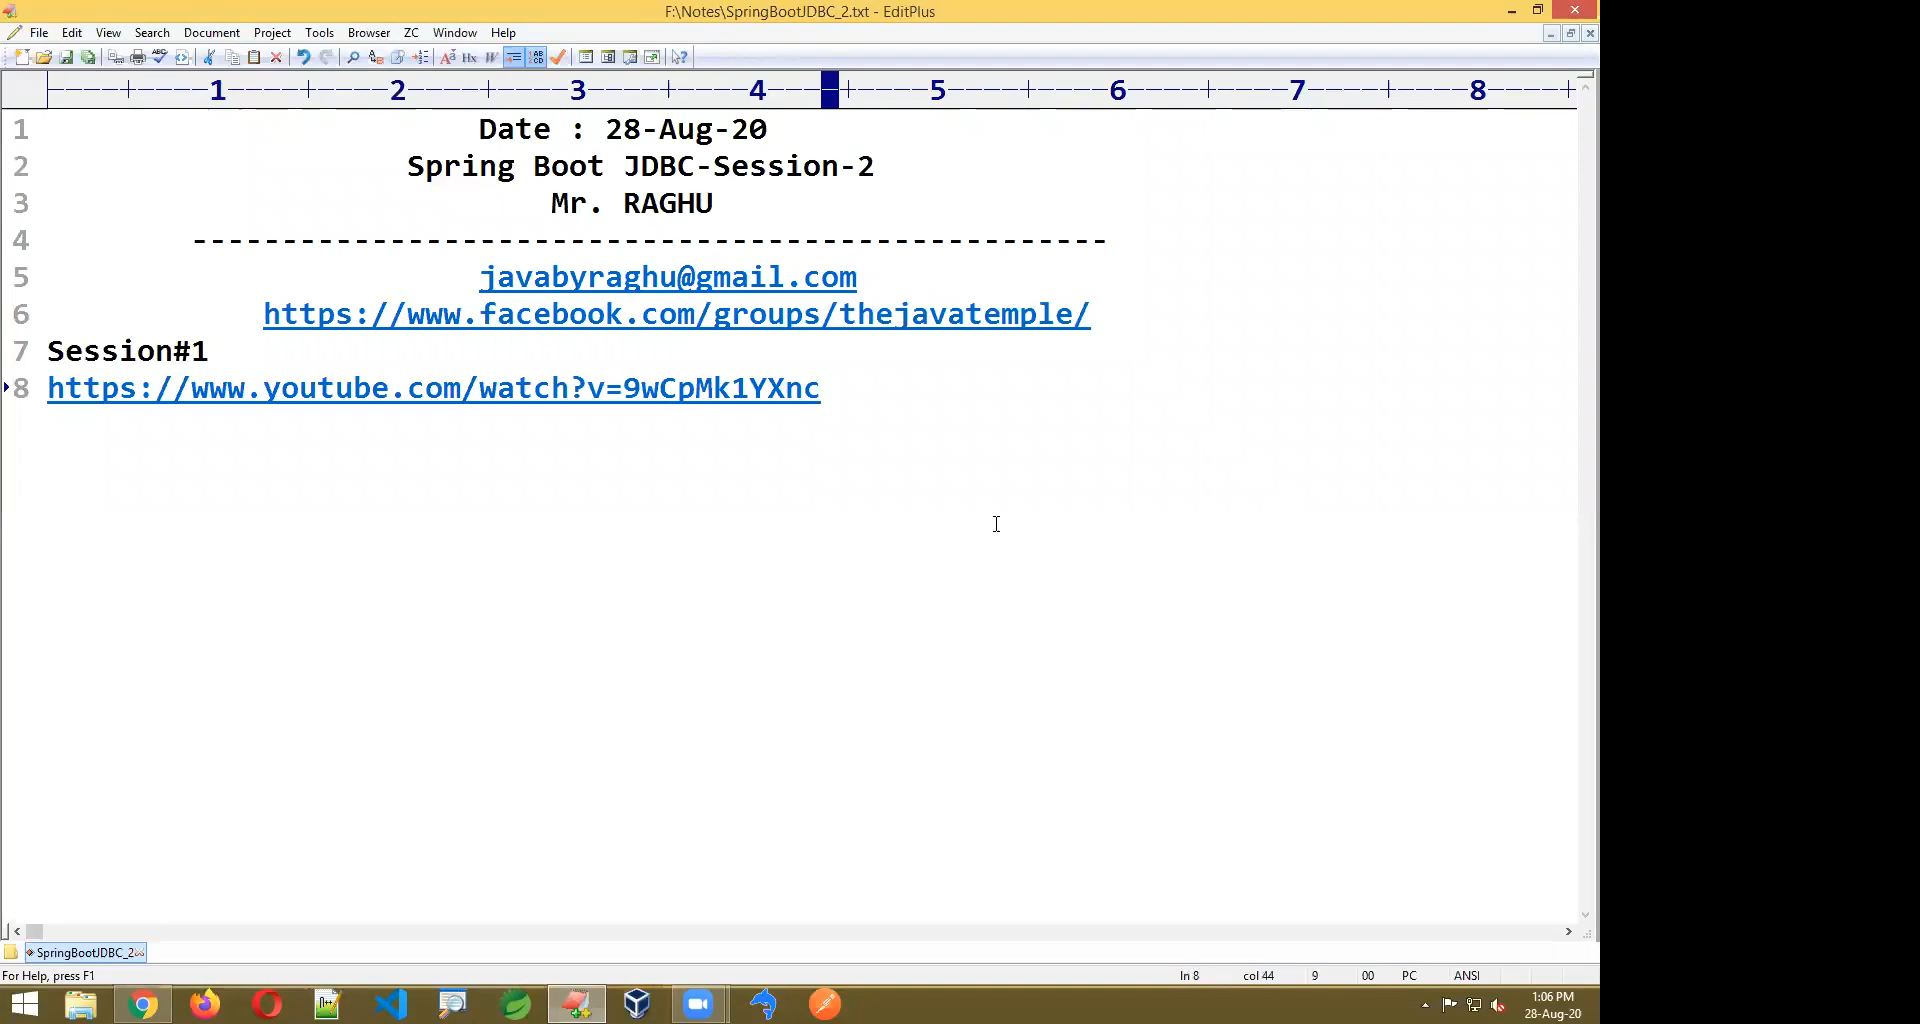 F:\Notes\SpringBootJDBC_2.txt - EditPlus
File Edit View Search Document Project Tools Browser ZC Window Help
----+----1----+----2----+----3----+----4----+----5----+----6----+----7----+----8----+
1 Date : 28-Aug-20
2 Spring Boot JDBC-Session-2
3 Mr. RAGHU
4 ---------------------------------------------------
5 javabyraghu@gmail.com
6 https://www.facebook.com/groups/thejavatemple/
7 Session#1
8 https://www.youtube.com/watch?v=9wCpMk1YXnc
SpringBootJDBC_2
For Help, press F1 ln 8 col 44 9 00 PC ANSI
1:06 PM
28-Aug-20